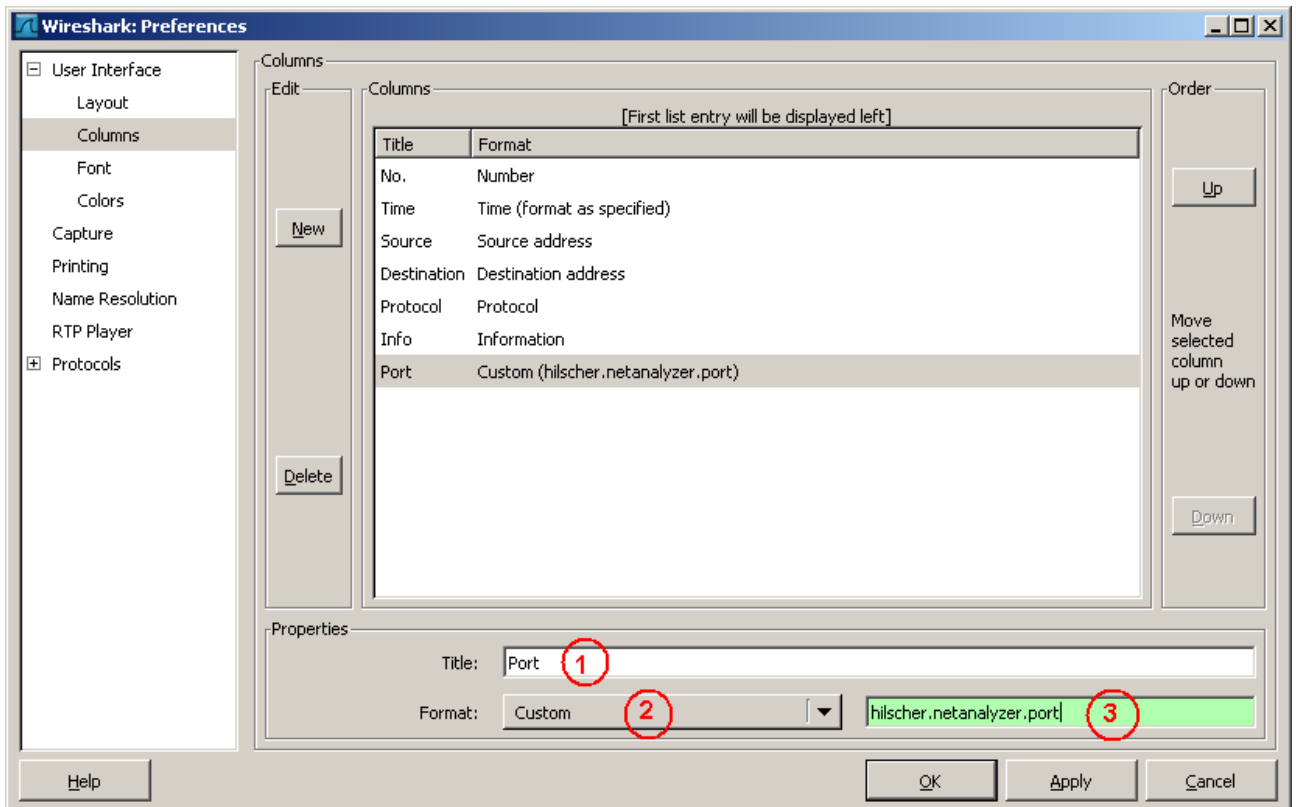 Wireshark: Preferences
User Interface
Layout
Columns
Font
Colors
Capture
Printing
Name Resolution
RTP Player
Protocols
Columns
Edit
New
Delete
Columns
[First list entry will be displayed left]
Title Format
No. Number
Time Time (format as specified)
Source Source address
Destination Destination address
Protocol Protocol
Info Information
Port Custom (hilscher.netanalyzer.port)
Order
Up
Move
selected
column
up or down
Down
Properties
Title: Port 1
Format: Custom 2 hilscher.netanalyzer.port 3
Help OK Apply Cancel